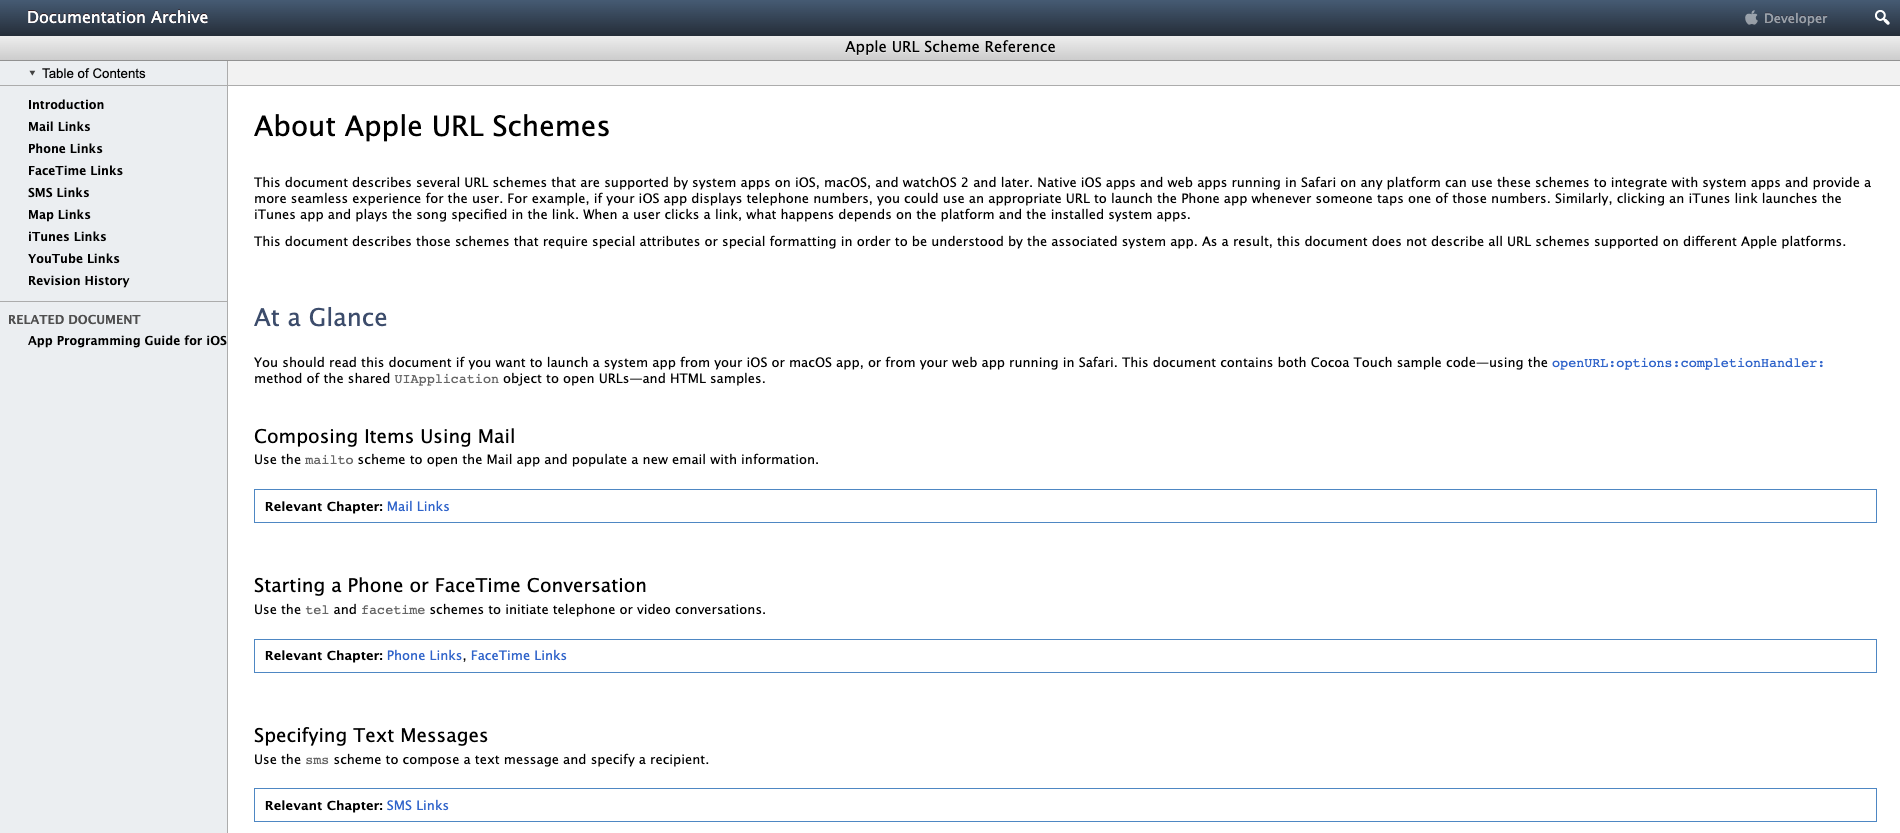 Documentation Archive
Developer
Apple URL Scheme Reference
Table of Contents
Introduction
Mail Links
Phone Links
FaceTime Links
SMS Links
Map Links
iTunes Links
YouTube Links
Revision History
RELATED DOCUMENT
App Programming Guide for iOS
About Apple URL Schemes
This document describes several URL schemes that are supported by system apps on iOS, macOS, and watchOS 2 and later. Native iOS apps and web apps running in Safari on any platform can use these schemes to integrate with system apps and provide a
more seamless experience for the user. For example, if your iOS app displays telephone numbers, you could use an appropriate URL to launch the Phone app whenever someone taps one of those numbers. Similarly, clicking an iTunes link launches the
iTunes app and plays the song specified in the link. When a user clicks a link, what happens depends on the platform and the installed system apps.
This document describes those schemes that require special attributes or special formatting in order to be understood by the associated system app. As a result, this document does not describe all URL schemes supported on different Apple platforms.
At a Glance
You should read this document if you want to launch a system app from your iOS or macOS app, or from your web app running in Safari. This document contains both Cocoa Touch sample code—using the openURL:options:completionHandler:
method of the shared UIApplication object to open URLs—and HTML samples.
Composing Items Using Mail
Use the mailto scheme to open the Mail app and populate a new email with information.
Relevant Chapter: Mail Links
Starting a Phone or FaceTime Conversation
Use the tel and facetime schemes to initiate telephone or video conversations.
Relevant Chapter: Phone Links, FaceTime Links
Specifying Text Messages
Use the sms scheme to compose a text message and specify a recipient.
Relevant Chapter: SMS Links